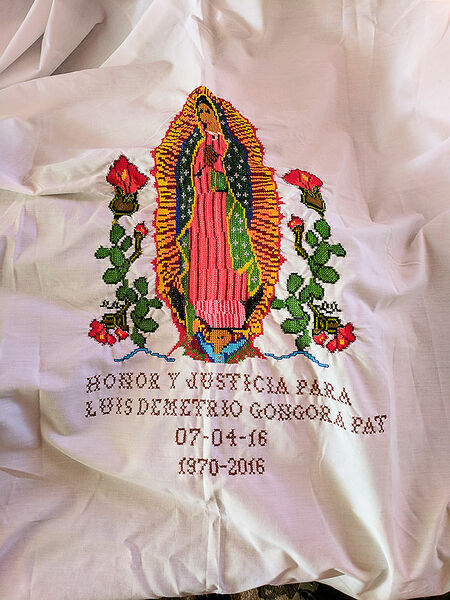 HONOR Y JUSTICIA PARA
LUIS DEMETRIO GONGORA PAT
07-04-16
1970-2016